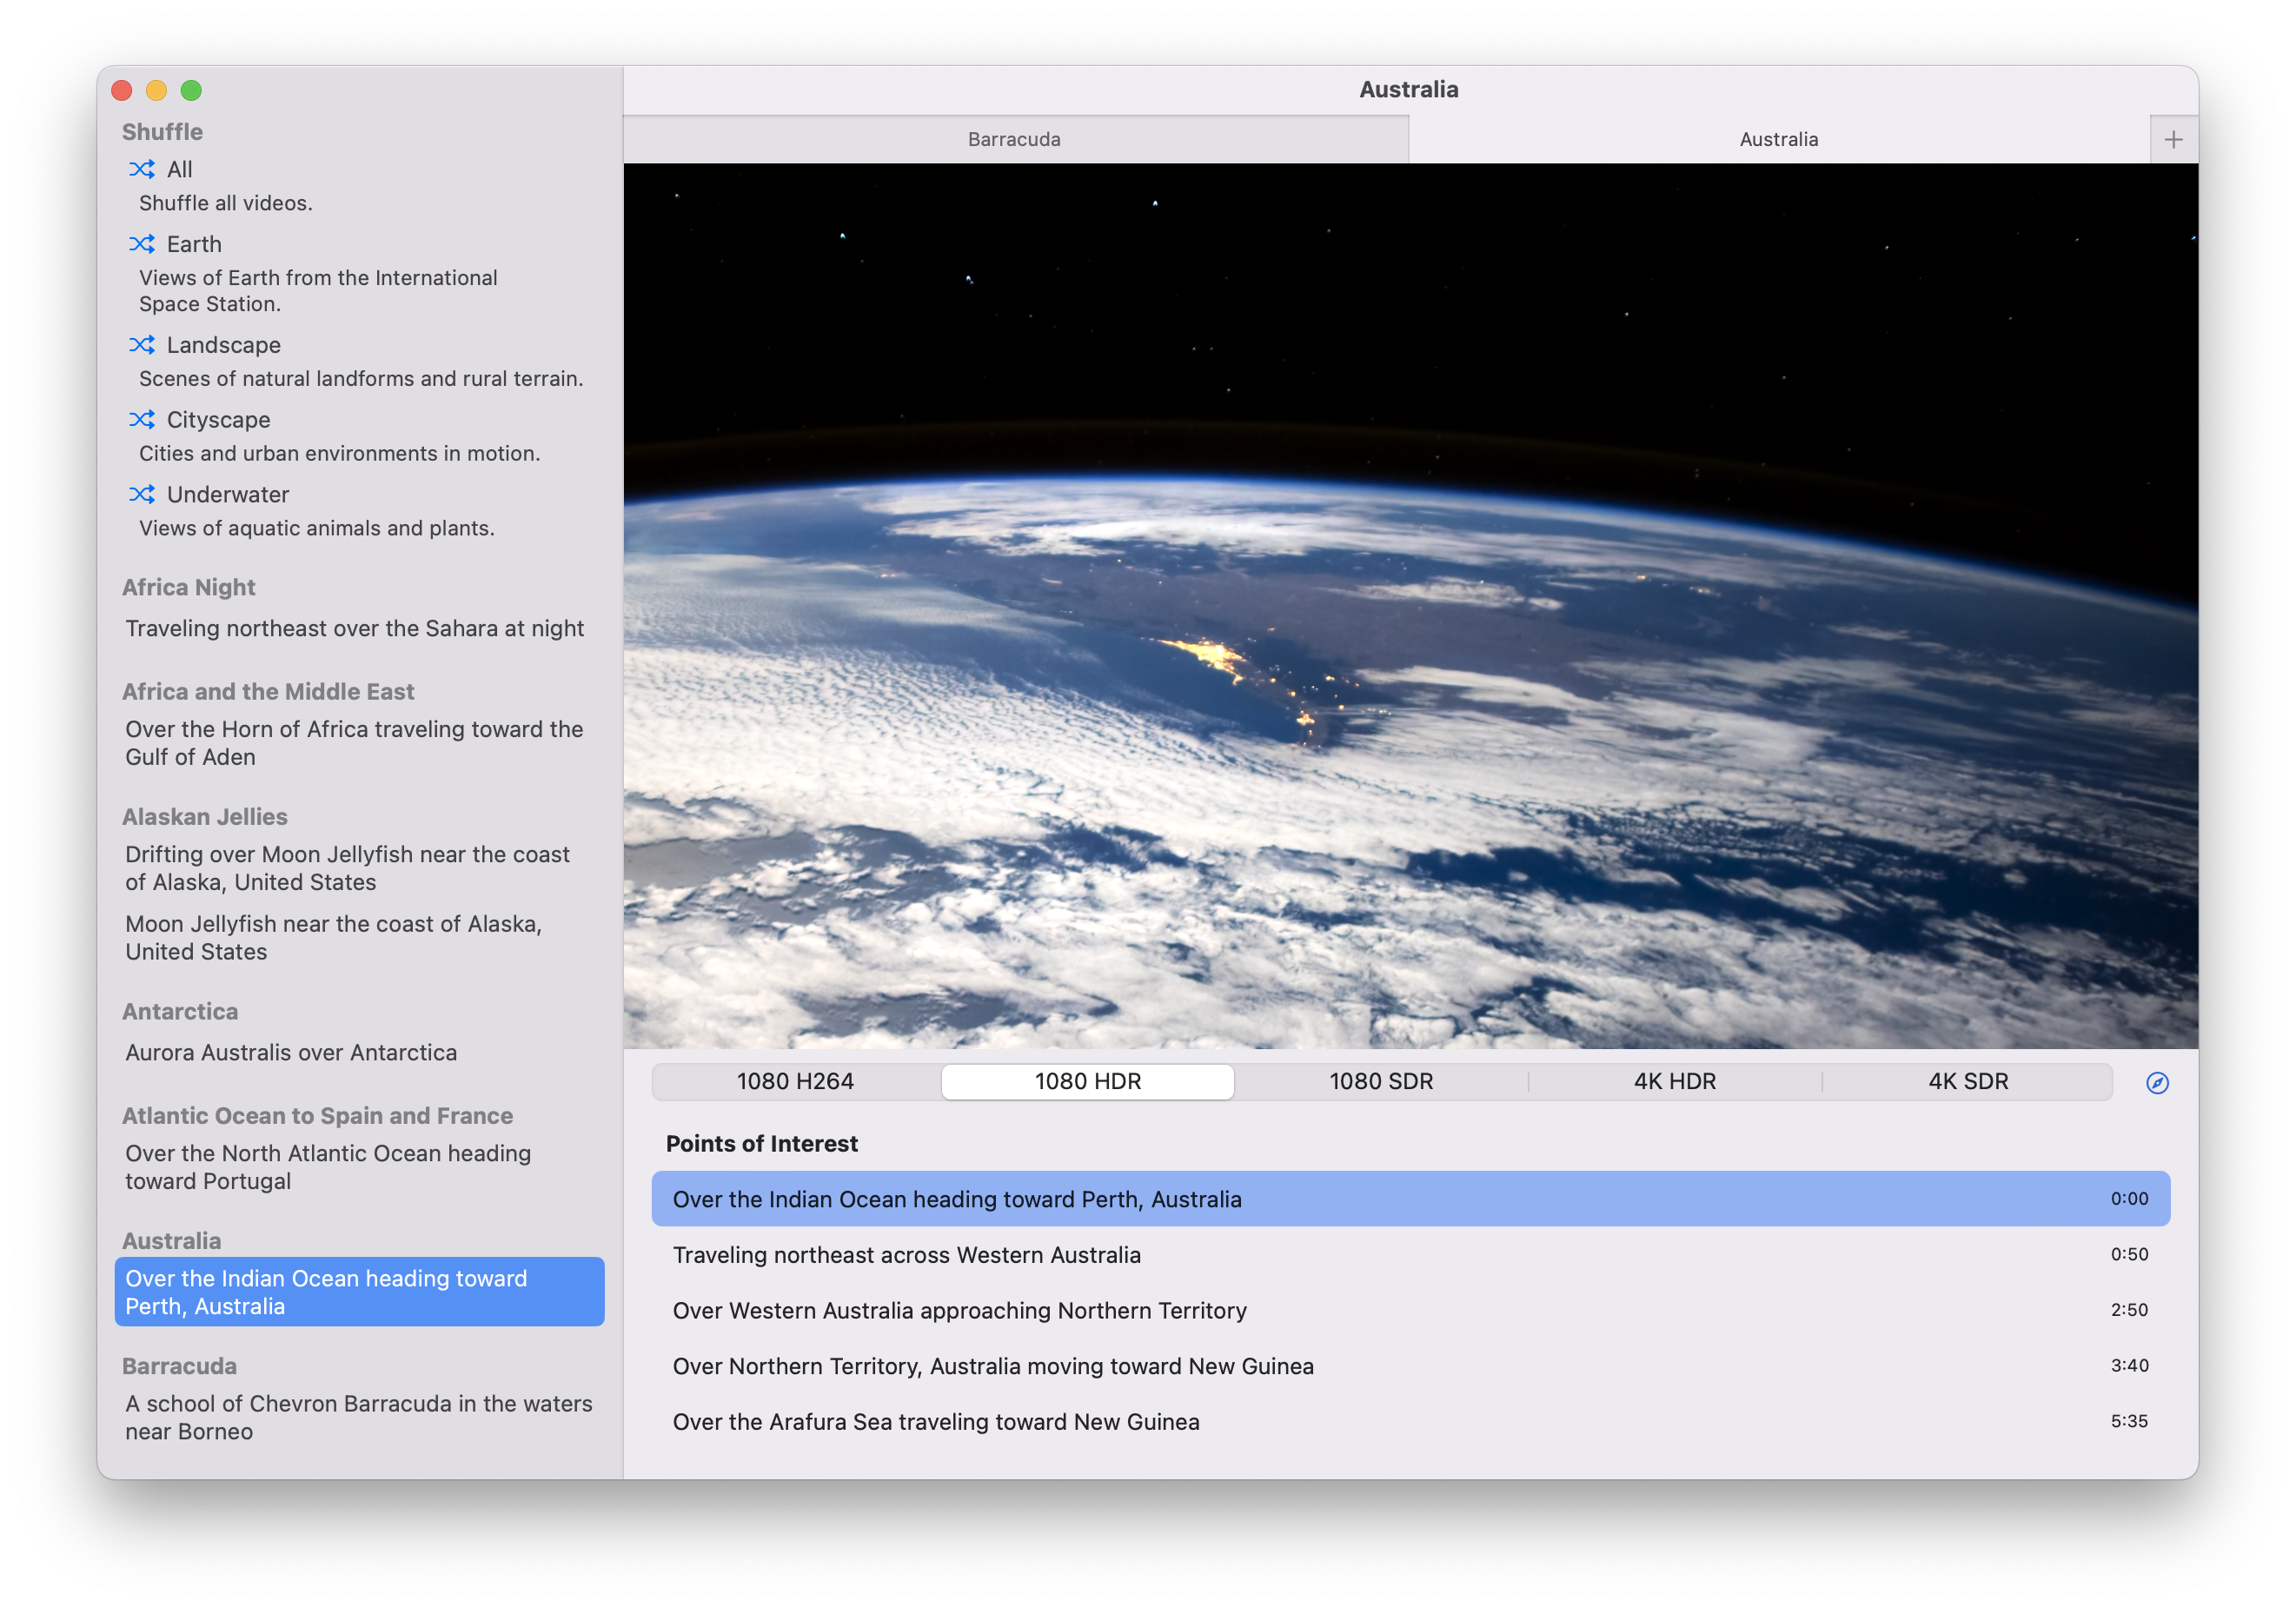 Shuffle
All
Shuffle all videos.
Earth
Views of Earth from the International
Space Station.
Landscape
Scenes of natural landforms and rural terrain.
Cityscape
Cities and urban environments in motion.
Underwater
Views of aquatic animals and plants.
Africa Night
Traveling northeast over the Sahara at night
Africa and the Middle East
Over the Horn of Africa traveling toward the
Gulf of Aden
Alaskan Jellies
Drifting over Moon Jellyfish near the coast
of Alaska, United States
Moon Jellyfish near the coast of Alaska,
United States
Antarctica
Aurora Australis over Antarctica
Atlantic Ocean to Spain and France
Over the North Atlantic Ocean heading
toward Portugal
Australia
Over the Indian Ocean heading toward
Perth, Australia
Barracuda
A school of Chevron Barracuda in the waters
near Borneo
Australia
Barracuda Australia +
1080 H264 1080 HDR 1080 SDR 4K HDR 4K SDR
Points of Interest
Over the Indian Ocean heading toward Perth, Australia 0:00
Traveling northeast across Western Australia 0:50
Over Western Australia approaching Northern Territory 2:50
Over Northern Territory, Australia moving toward New Guinea 3:40
Over the Arafura Sea traveling toward New Guinea 5:35